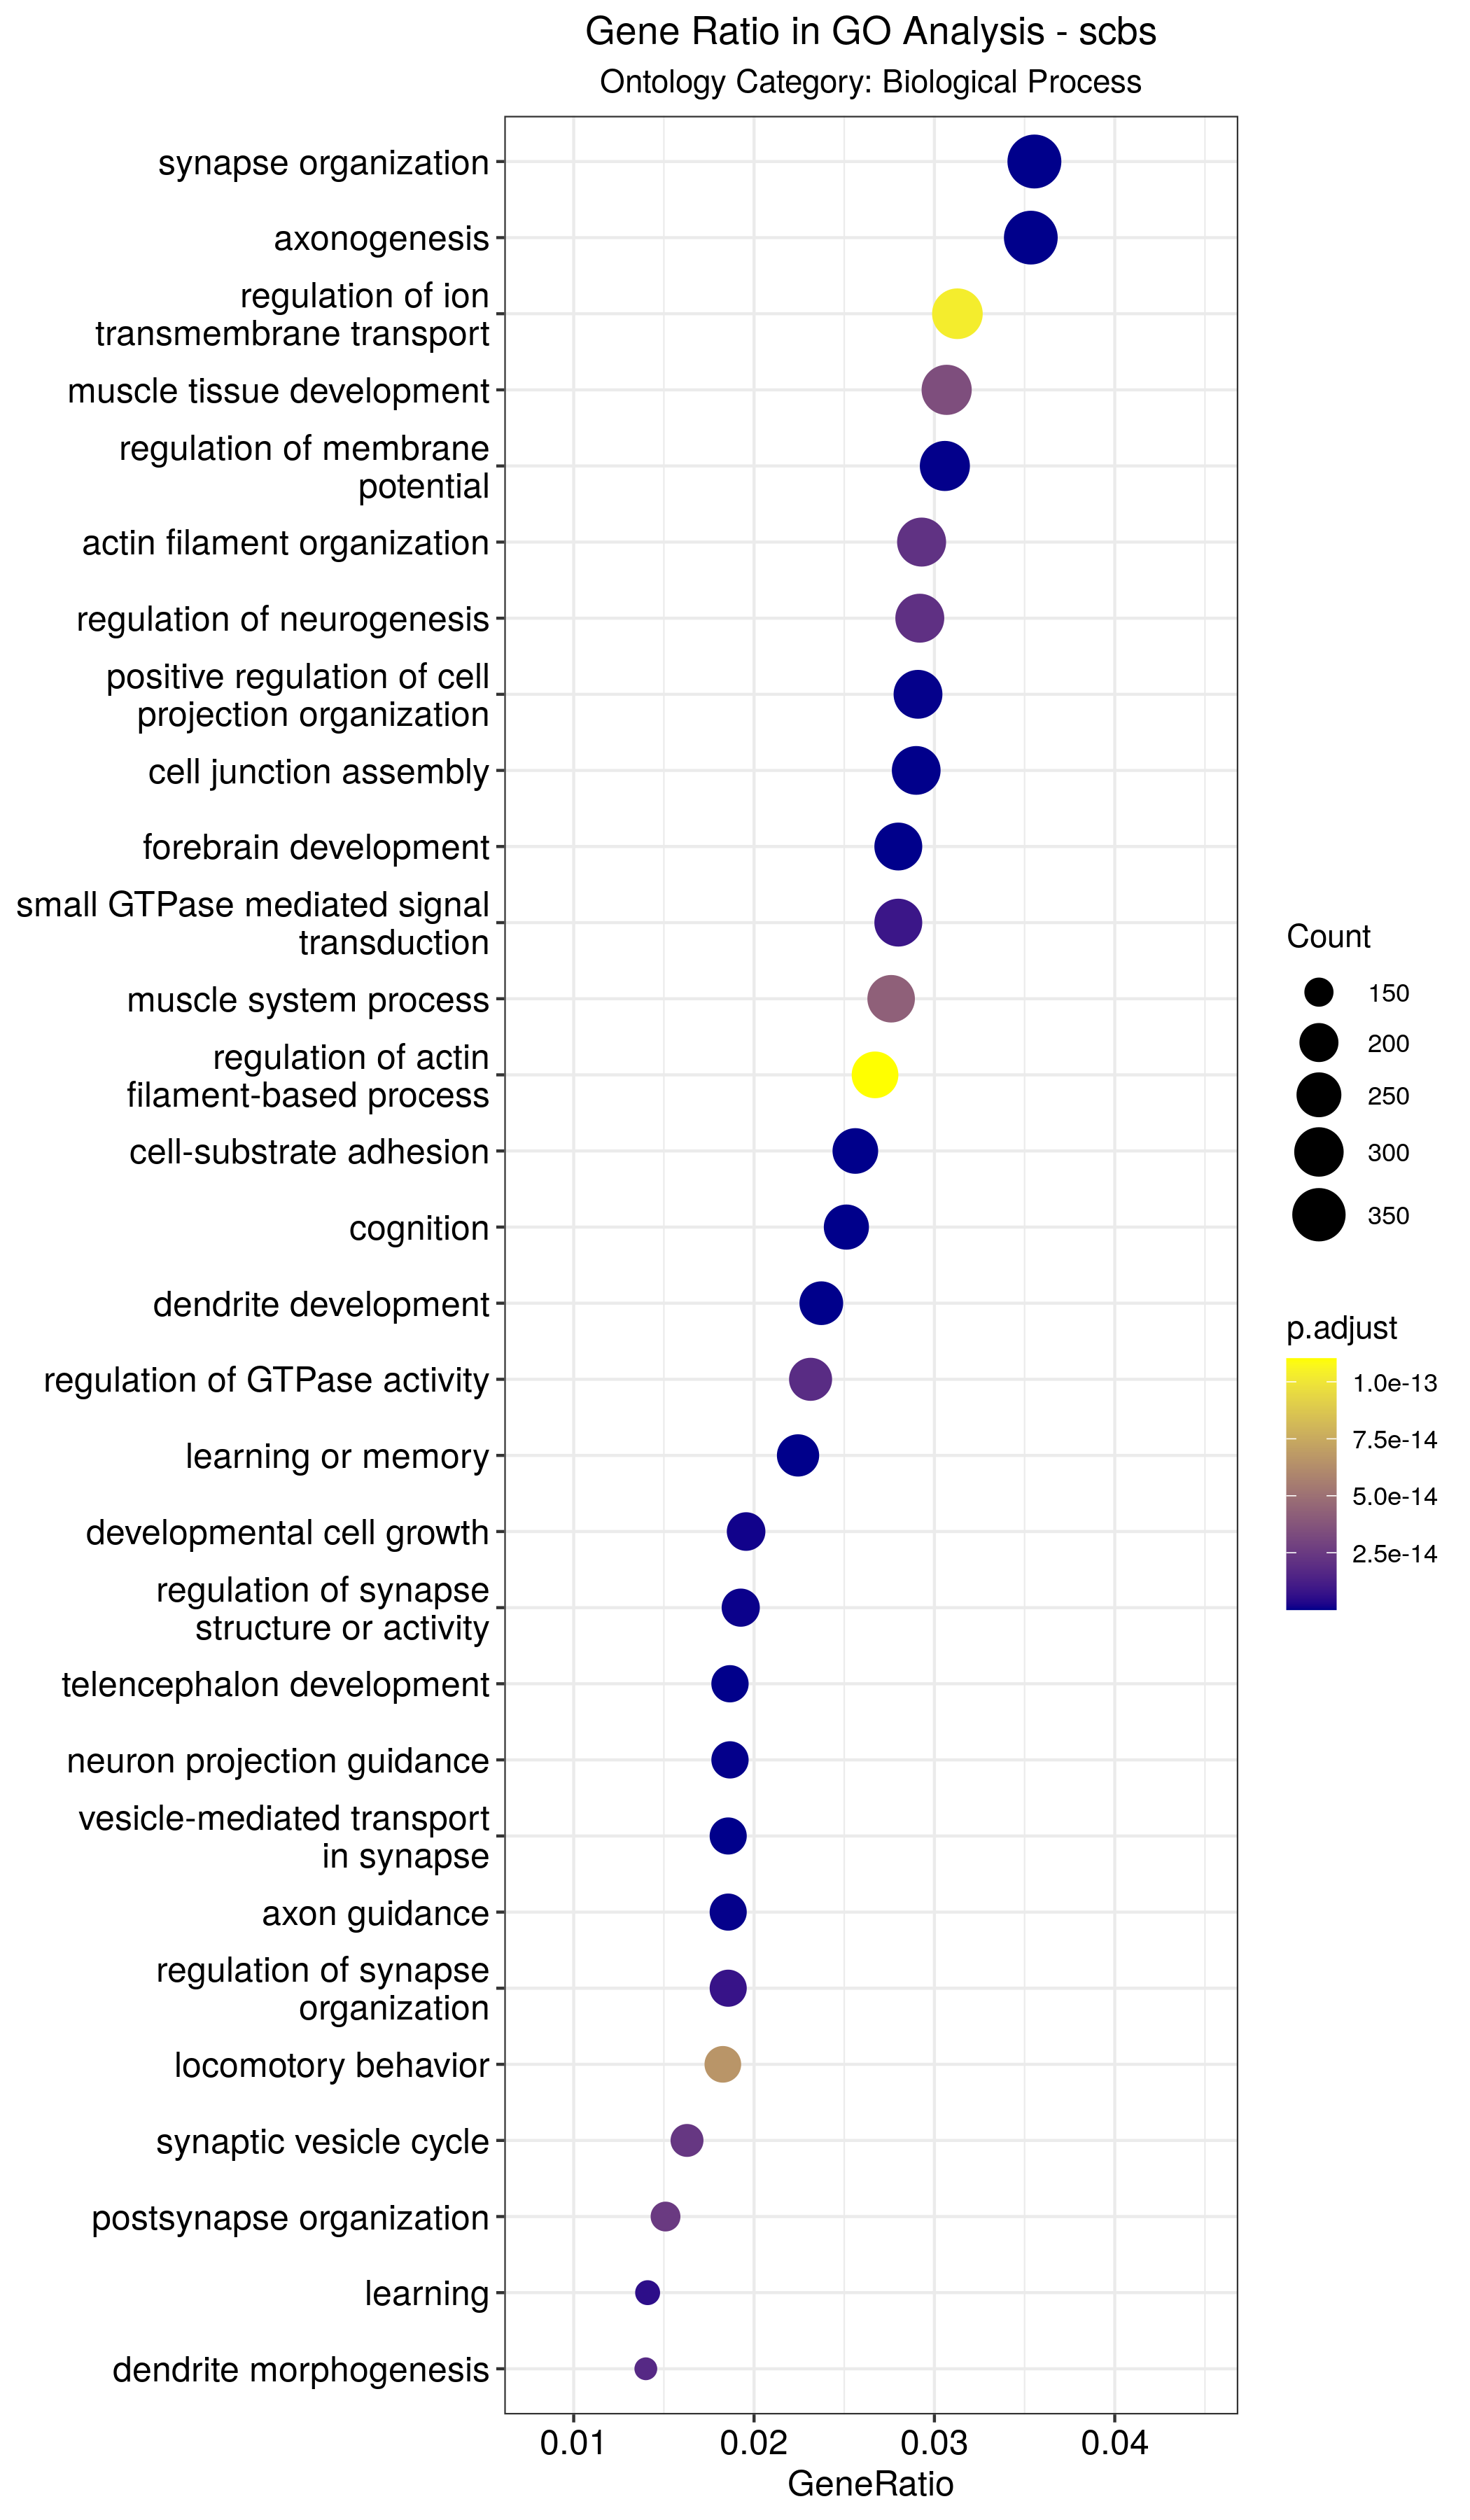 Gene Ratio in GO Analysis - scbs
Ontology Category: Biological Process
synapse organization
axonogenesis
regulation of ion
transmembrane transport
muscle tissue development
regulation of membrane
potential
actin filament organization
regulation of neurogenesis
positive regulation of cell
projection organization
cell junction assembly
forebrain development
small GTPase mediated signal
transduction
muscle system process
regulation of actin
filament-based process
cell-substrate adhesion
cognition
dendrite development
regulation of GTPase activity
learning or memory
developmental cell growth
regulation of synapse
structure or activity
telencephalon development
neuron projection guidance
vesicle-mediated transport
in synapse
axon guidance
regulation of synapse
organization
locomotory behavior
synaptic vesicle cycle
postsynapse organization
learning
dendrite morphogenesis
0.01 0.02 0.03 0.04
GeneRatio
Count
150
200
250
300
350
p.adjust
1.0e-13
7.5e-14
5.0e-14
2.5e-14